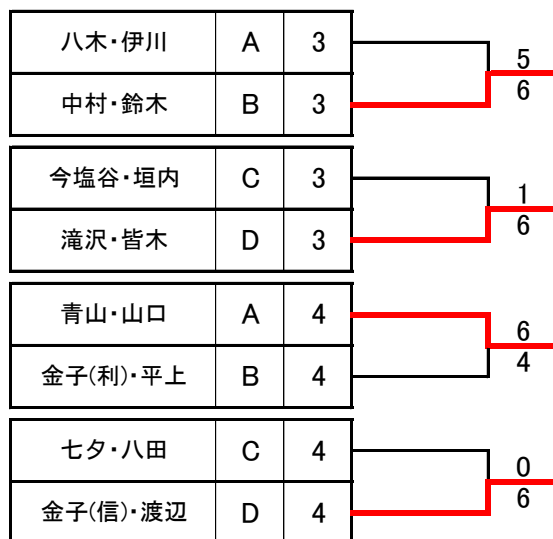 八木・伊川 A 3
5
中村・鈴木 B 3
6
今塩谷・垣内 C 3
1
滝沢・皆木 D 3
6
青山・山口 A 4
6
金子(利)・平上 B 4
4
七夕・八田 C 4
0
金子(信)・渡辺 D 4
6